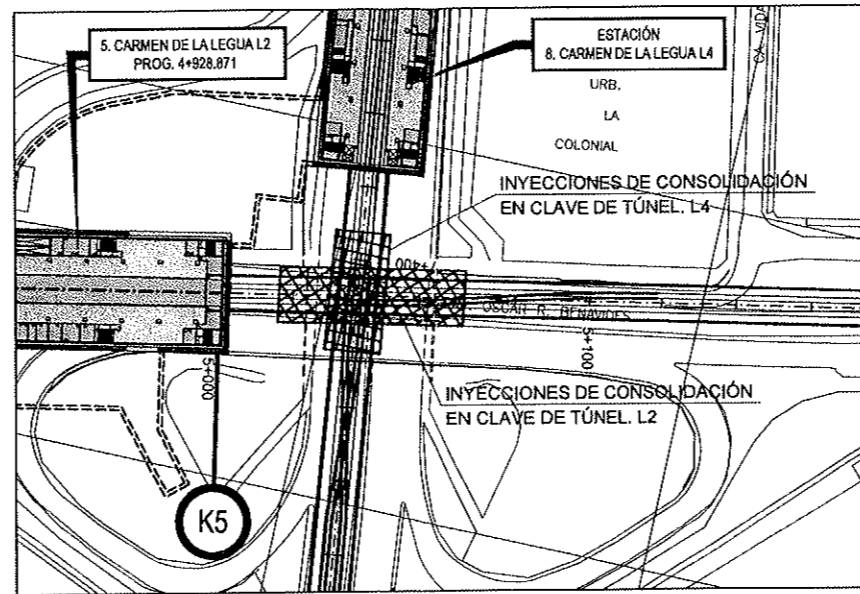 5. CARMEN DE LA LEGUA L2
PROG. 4+928.871
ESTACIÓN
8. CARMEN DE LA LEGUA L4
CA. VIDA
URB.
LA
COLONIAL
INYECCIONES DE CONSOLIDACIÓN
EN CLAVE DE TÚNEL. L4
OSCAR R. BENAVIDES
5+100
5+000
INYECCIONES DE CONSOLIDACIÓN
EN CLAVE DE TÚNEL. L2
K5